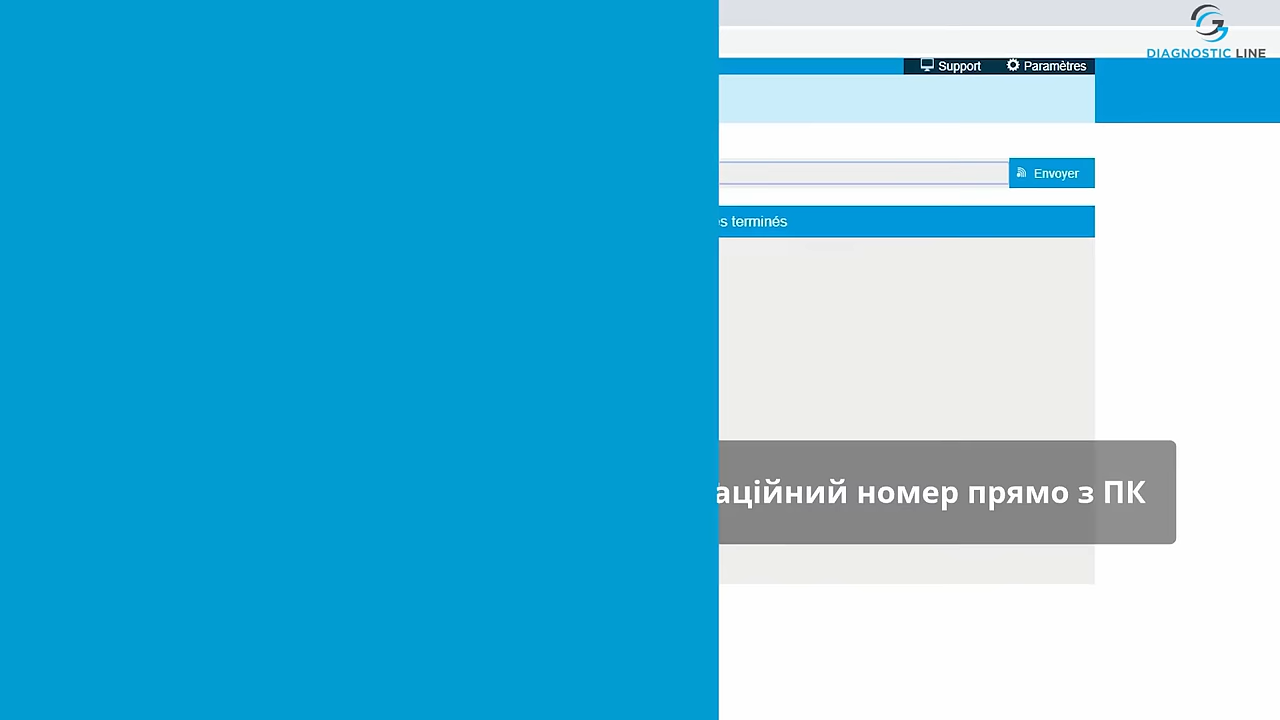 DIAGNOSTIC LINE
Support Paramètres
Envoyer
s terminés
аційний номер прямо з ПК